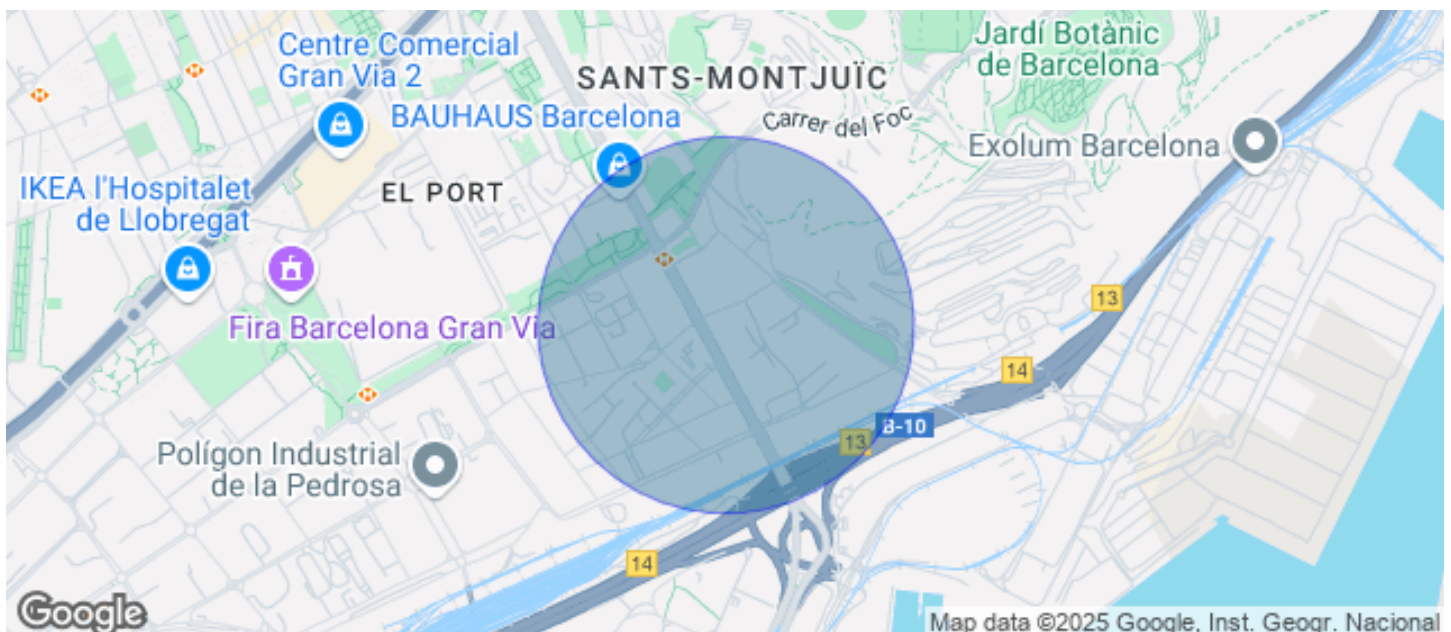 Centre Comercial
Gran Via 2
SANTS-MONTJUÏC
Jardí Botànic
de Barcelona
BAUHAUS Barcelona
Carrer del Foc
Exolum Barcelona
IKEA l'Hospitalet
de Llobregat
EL PORT
Fira Barcelona Gran Via
13
14
B-10
13
Polígon Industrial
de la Pedrosa
14
Google
Map data ©2025 Google, Inst. Geogr. Nacional